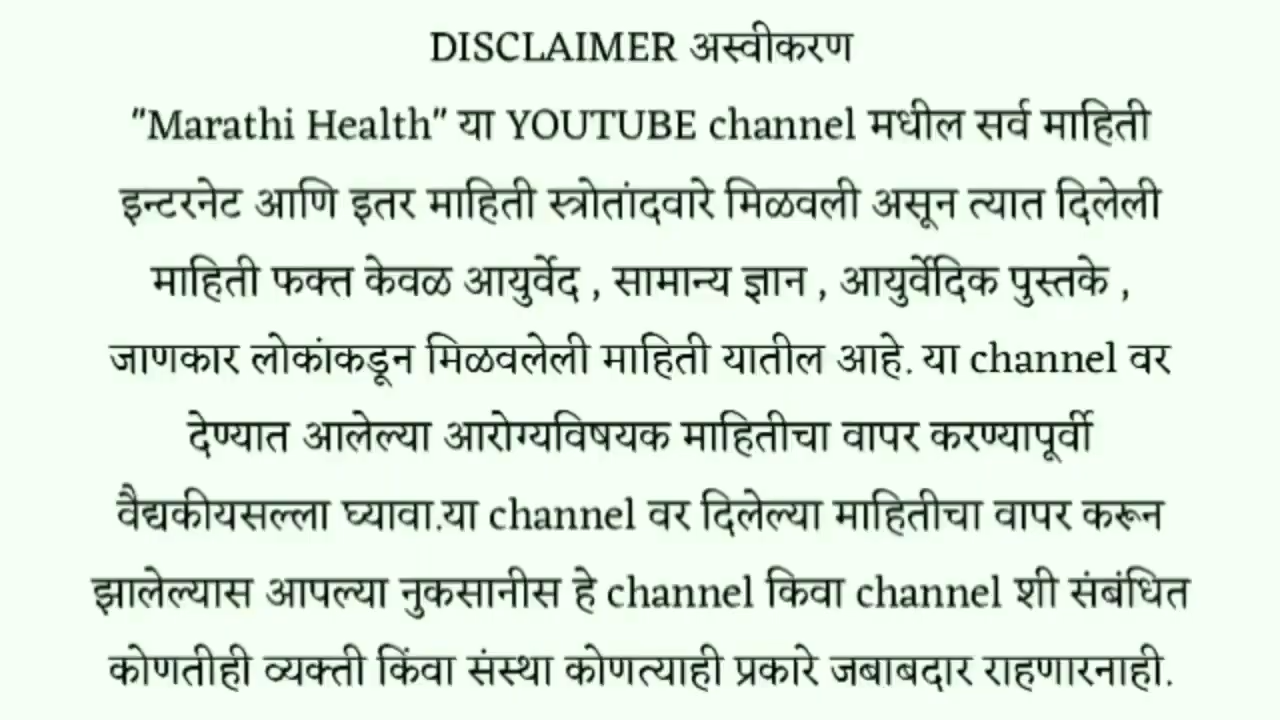 DISCLAIMER अस्वीकरण
"Marathi Health" या YOUTUBE channel मधील सर्व माहिती
इन्टरनेट आणि इतर माहिती स्त्रोतांदवारे मिळवली असून त्यात दिलेली
माहिती फक्त केवळ आयुर्वेद , सामान्य ज्ञान , आयुर्वेदिक पुस्तके ,
जाणकार लोकांकडून मिळवलेली माहिती यातील आहे. या channel वर
देण्यात आलेल्या आरोग्यविषयक माहितीचा वापर करण्यापूर्वी
वैद्यकीयसल्ला घ्यावा.या channel वर दिलेल्या माहितीचा वापर करून
झालेल्यास आपल्या नुकसानीस हे channel किवा channel शी संबंधित
कोणतीही व्यक्ती किंवा संस्था कोणत्याही प्रकारे जबाबदार राहणारनाही.